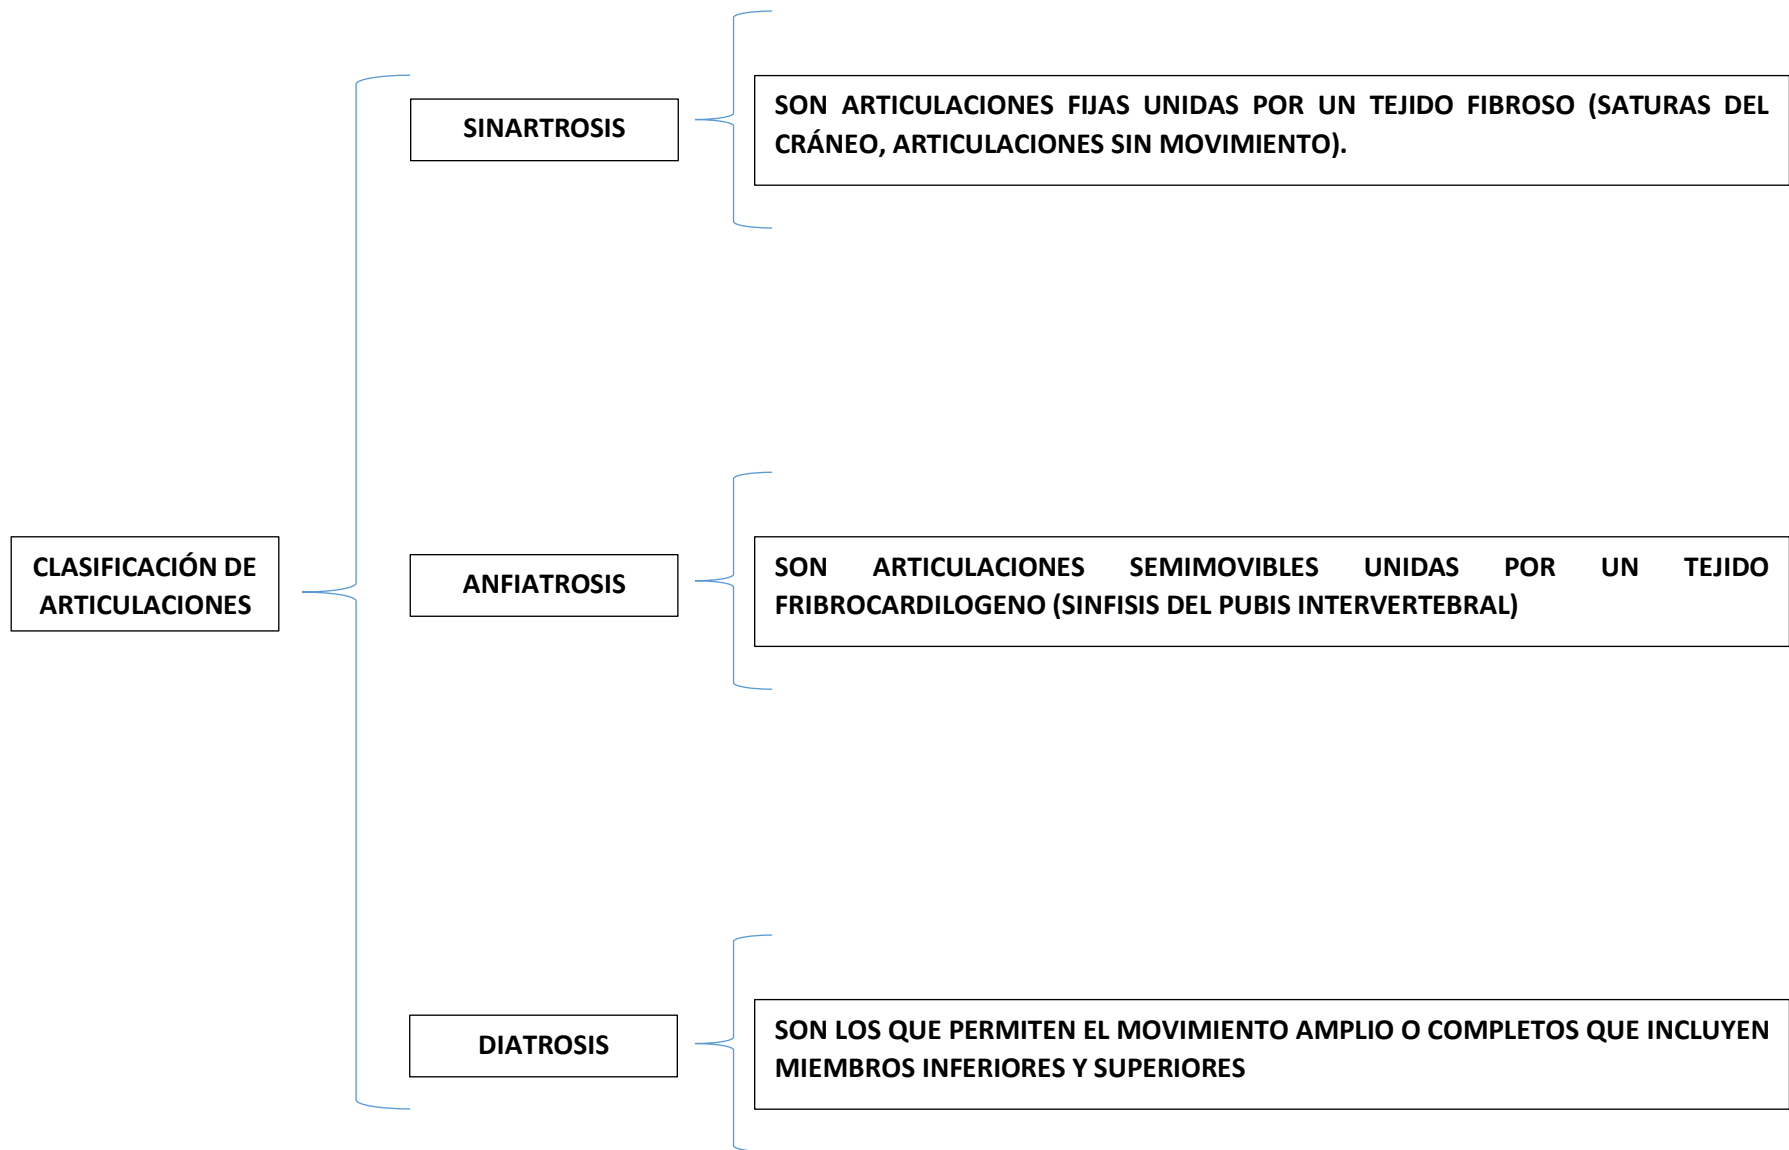 SINARTROSIS
SON ARTICULACIONES FIJAS UNIDAS POR UN TEJIDO FIBROSO (SATURAS DEL
CRÁNEO, ARTICULACIONES SIN MOVIMIENTO).
CLASIFICACIÓN DE
ARTICULACIONES
ANFIATROSIS
SON ARTICULACIONES SEMIMOVIBLES UNIDAS POR UN TEJIDO
FRIBROCARDILOGENO (SINFISIS DEL PUBIS INTERVERTEBRAL)
DIATROSIS
SON LOS QUE PERMITEN EL MOVIMIENTO AMPLIO O COMPLETOS QUE INCLUYEN
MIEMBROS INFERIORES Y SUPERIORES